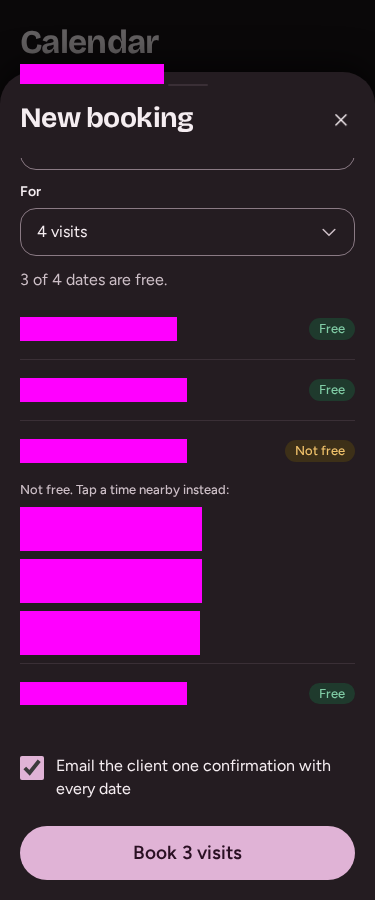 Calendar
New booking
For
4 visits
3 of 4 dates are free.
Free
Free
Not free
Not free. Tap a time nearby instead:
Free
Email the client one confirmation with
every date
Book 3 visits